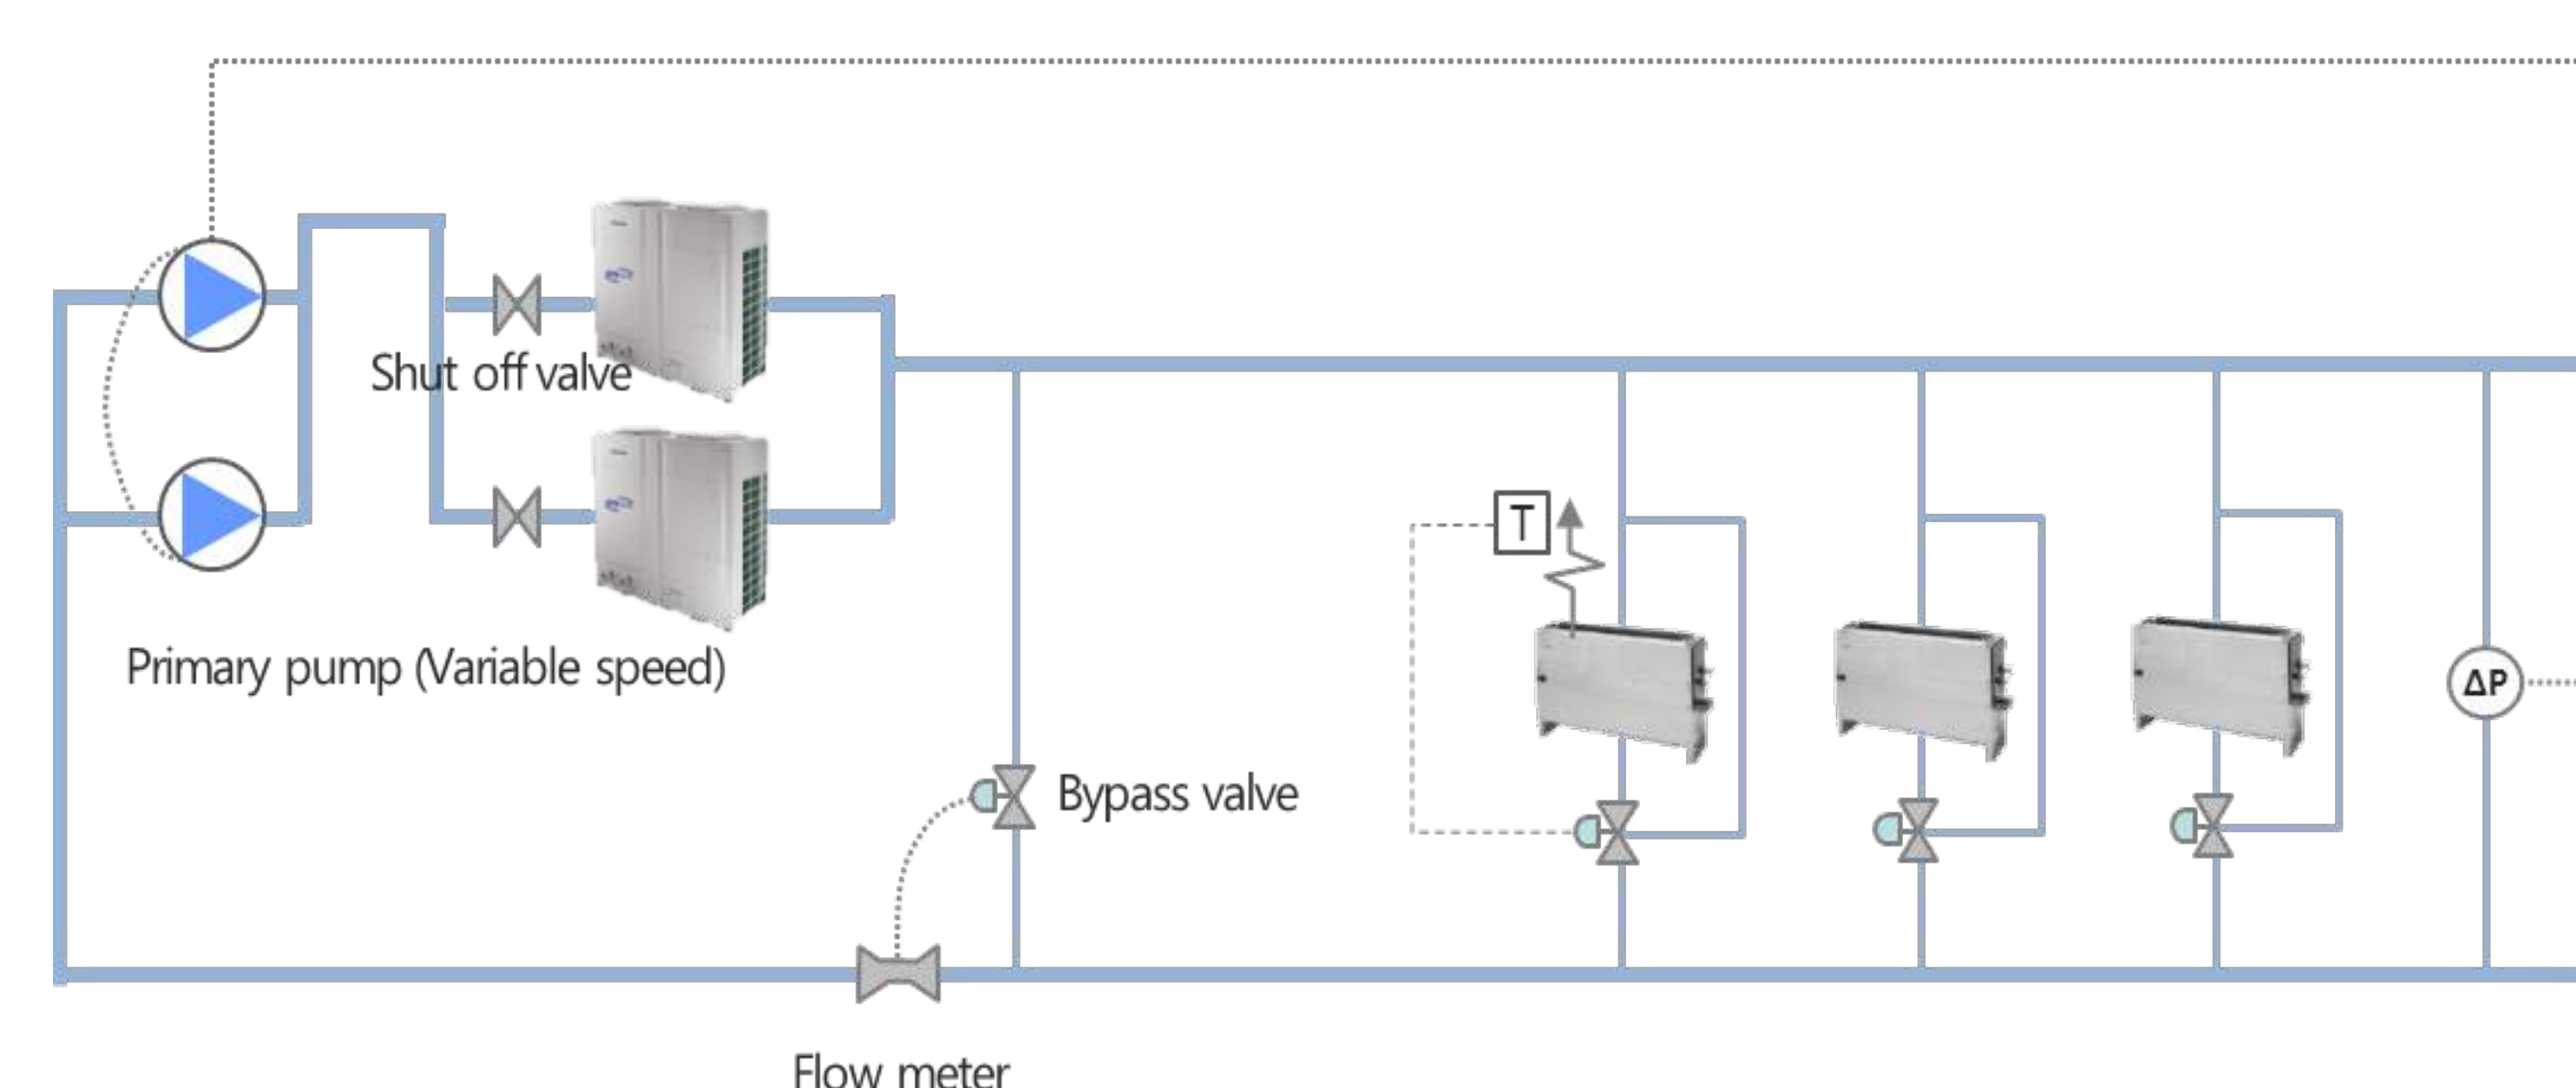 Shut off valve
Primary pump (Variable speed)
T
ΔP
Bypass valve
Flow meter